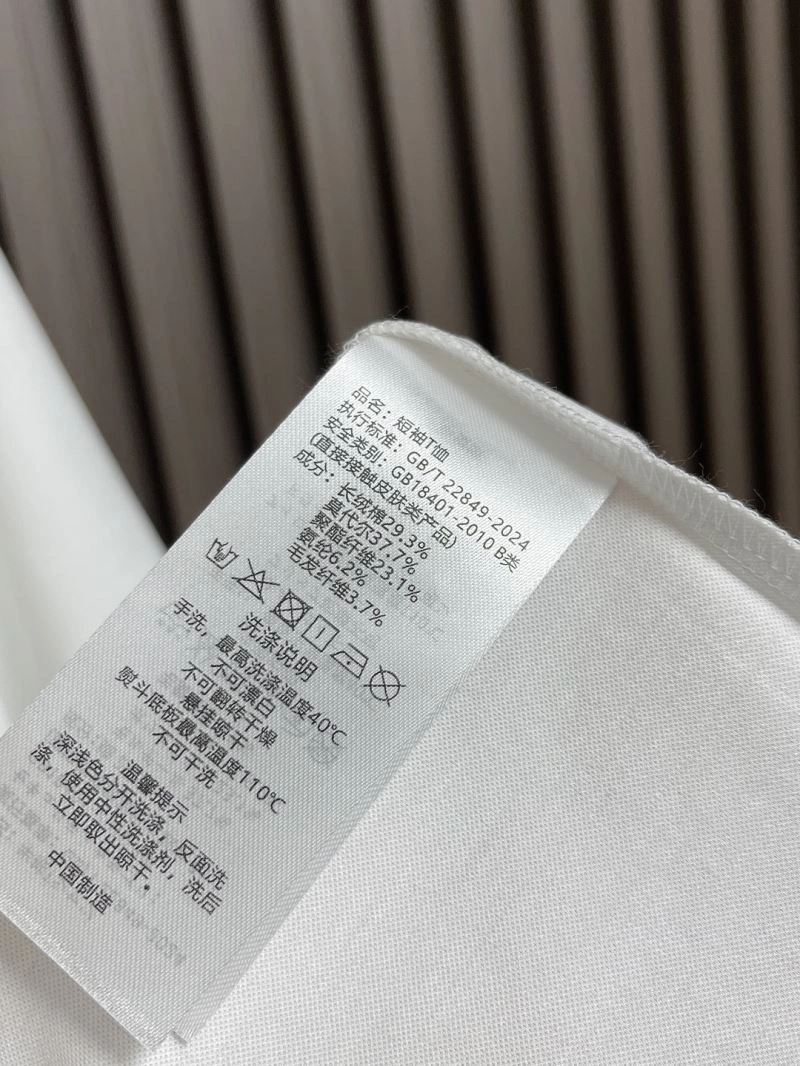 品名：短袖T恤
执行标准：GB/T 22849-2024
安全类别：GB18401-2010 B类
(直接接触皮肤类产品)
成分：长绒棉29.3%
莫代尔37.7%
聚酯纤维23.1%
氨纶6.2%
毛发纤维3.7%
洗涤说明
手洗，最高洗涤温度40℃
不可漂白
不可翻转干燥
悬挂晾干
熨斗底板最高温度110℃
不可干洗
温馨提示
深浅色分开洗涤，反面洗
涤，使用中性洗涤剂，洗后
立即取出晾干。
中国制造